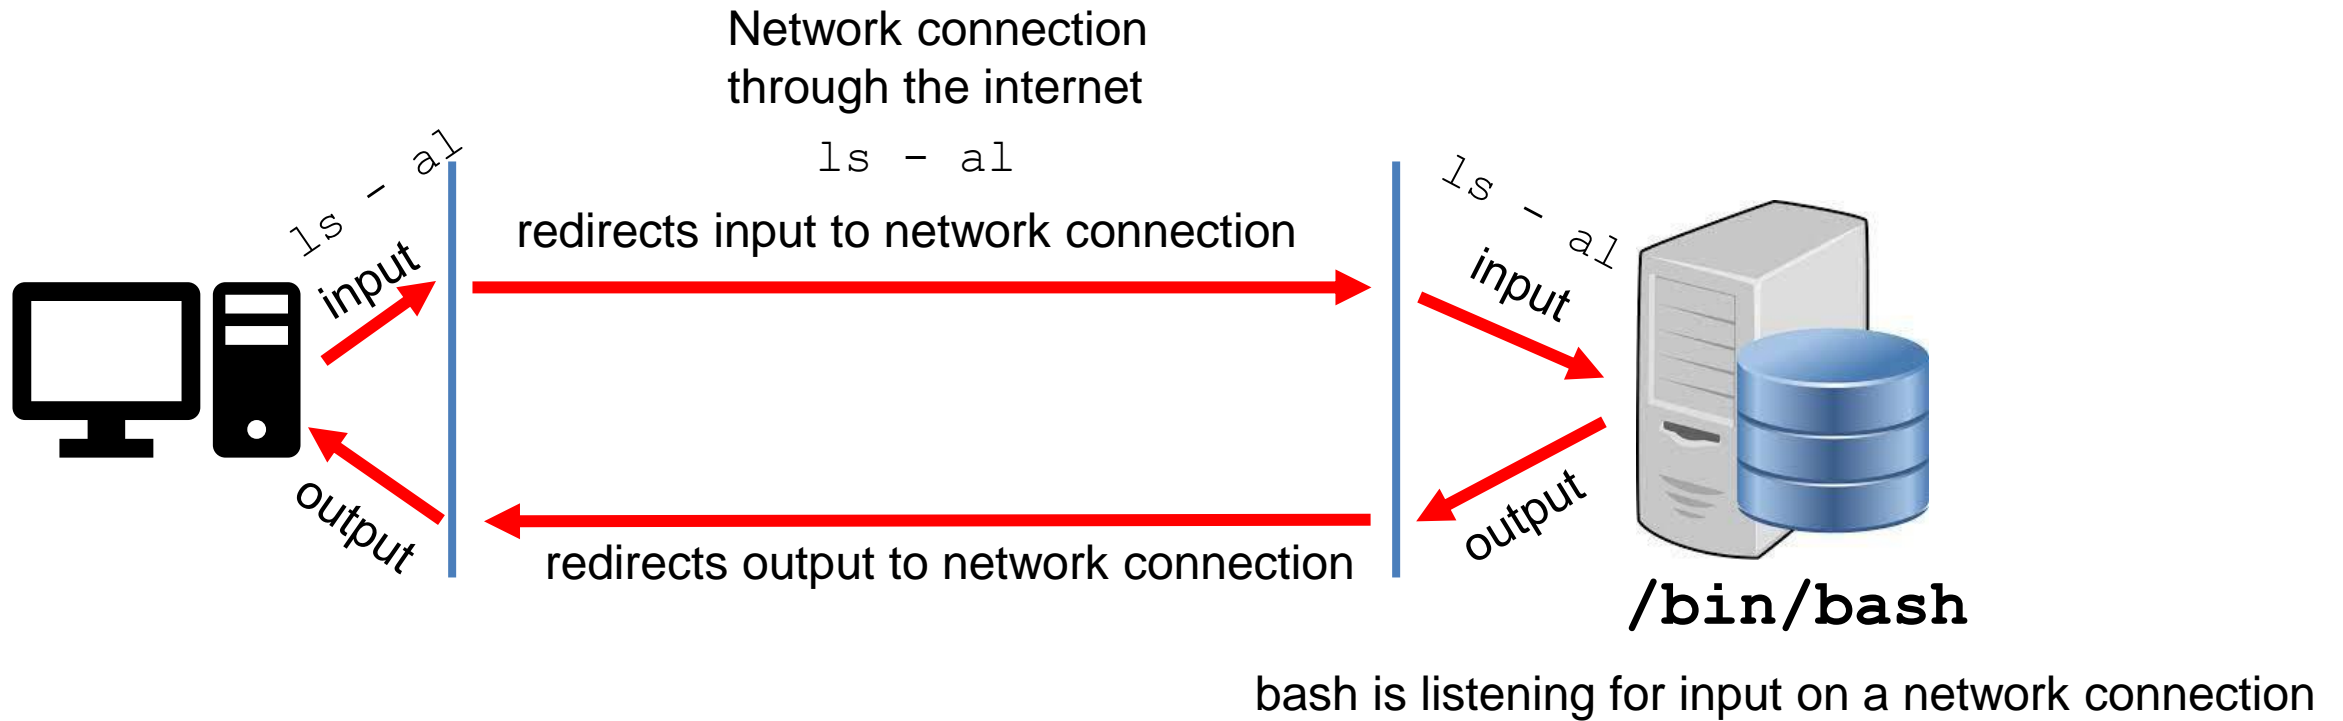 Network connection
through the internet
ls - al
ls - al
ls - al
input
redirects input to network connection
input
output
redirects output to network connection
output
/bin/bash
bash is listening for input on a network connection